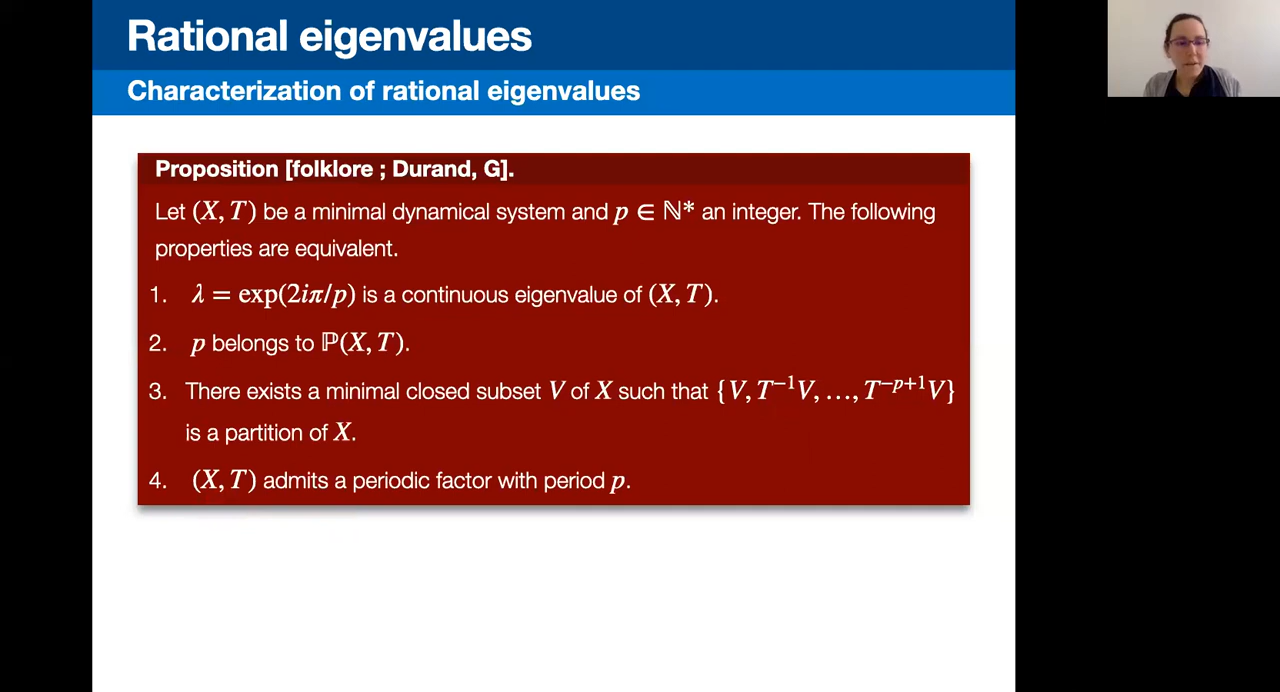 Rational eigenvalues
Characterization of rational eigenvalues
Proposition [folklore ; Durand, G].
Let (X, T) be a minimal dynamical system and p ∈ ℕ* an integer. The following
properties are equivalent.
1. λ = exp(2iπ/p) is a continuous eigenvalue of (X, T).
2. p belongs to ℙ(X, T).
3. There exists a minimal closed subset V of X such that {V, T⁻¹V, …, T⁻ᵖ⁺¹V}
is a partition of X.
4. (X, T) admits a periodic factor with period p.